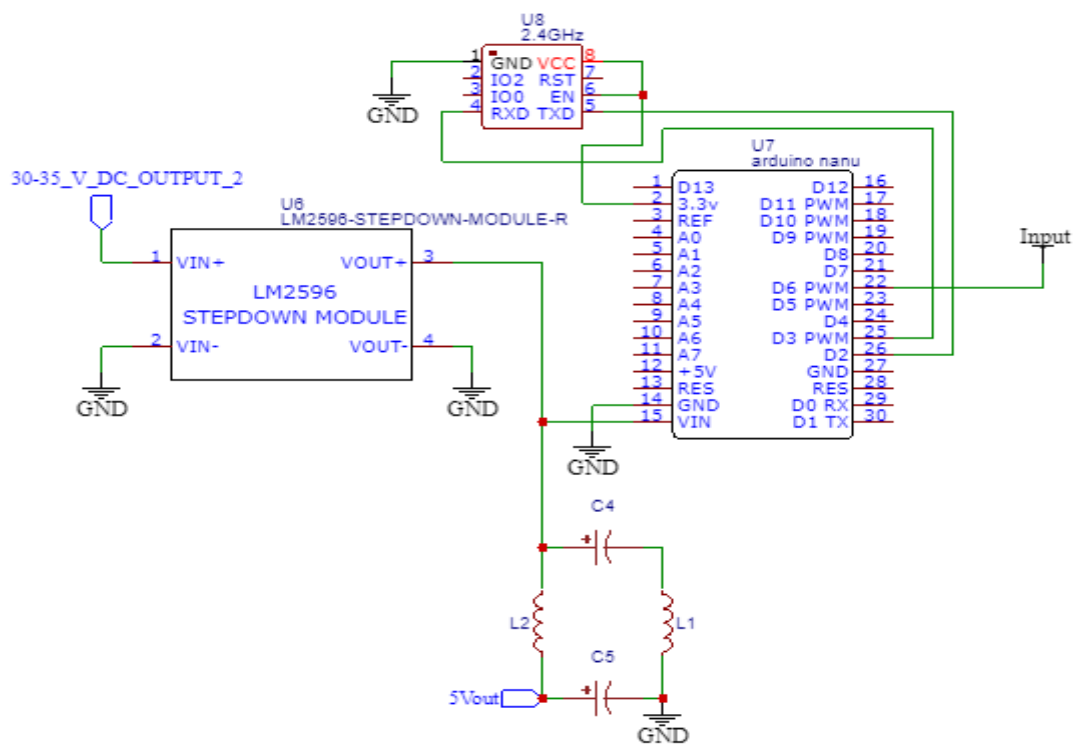 U8
2.4GHz
1 GND VCC 8
2 IO2 RST 7
3 IO0 EN 6
4 RXD TXD 5
GND
U7
arduino nanu
1 D13 D12 16
2 3.3v D11 PWM 17
3 REF D10 PWM 18
4 A0 D9 PWM 19
5 A1 D8 20
6 A2 D7 21
7 A3 D6 PWM 22
8 A4 D5 PWM 23
9 A5 D4 24
10 A6 D3 PWM 25
11 A7 D2 26
12 +5V GND 27
13 RES RES 28
14 GND D0 RX 29
15 VIN D1 TX 30
Input
GND
30-35_V_DC_OUTPUT_2
U6
LM2596-STEPDOWN-MODULE-R
1 VIN+ VOUT+ 3
LM2596
STEPDOWN MODULE
2 VIN- VOUT- 4
GND
GND
C4
+
L2
L1
C5
+
5Vout
GND